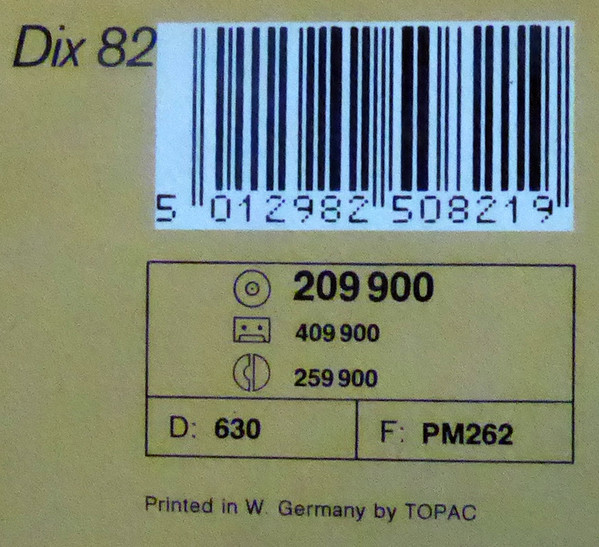 Dix 82
5 012982 508219
209 900
409 900
259 900
D: 630
F: PM262
Printed in W. Germany by TOPAC